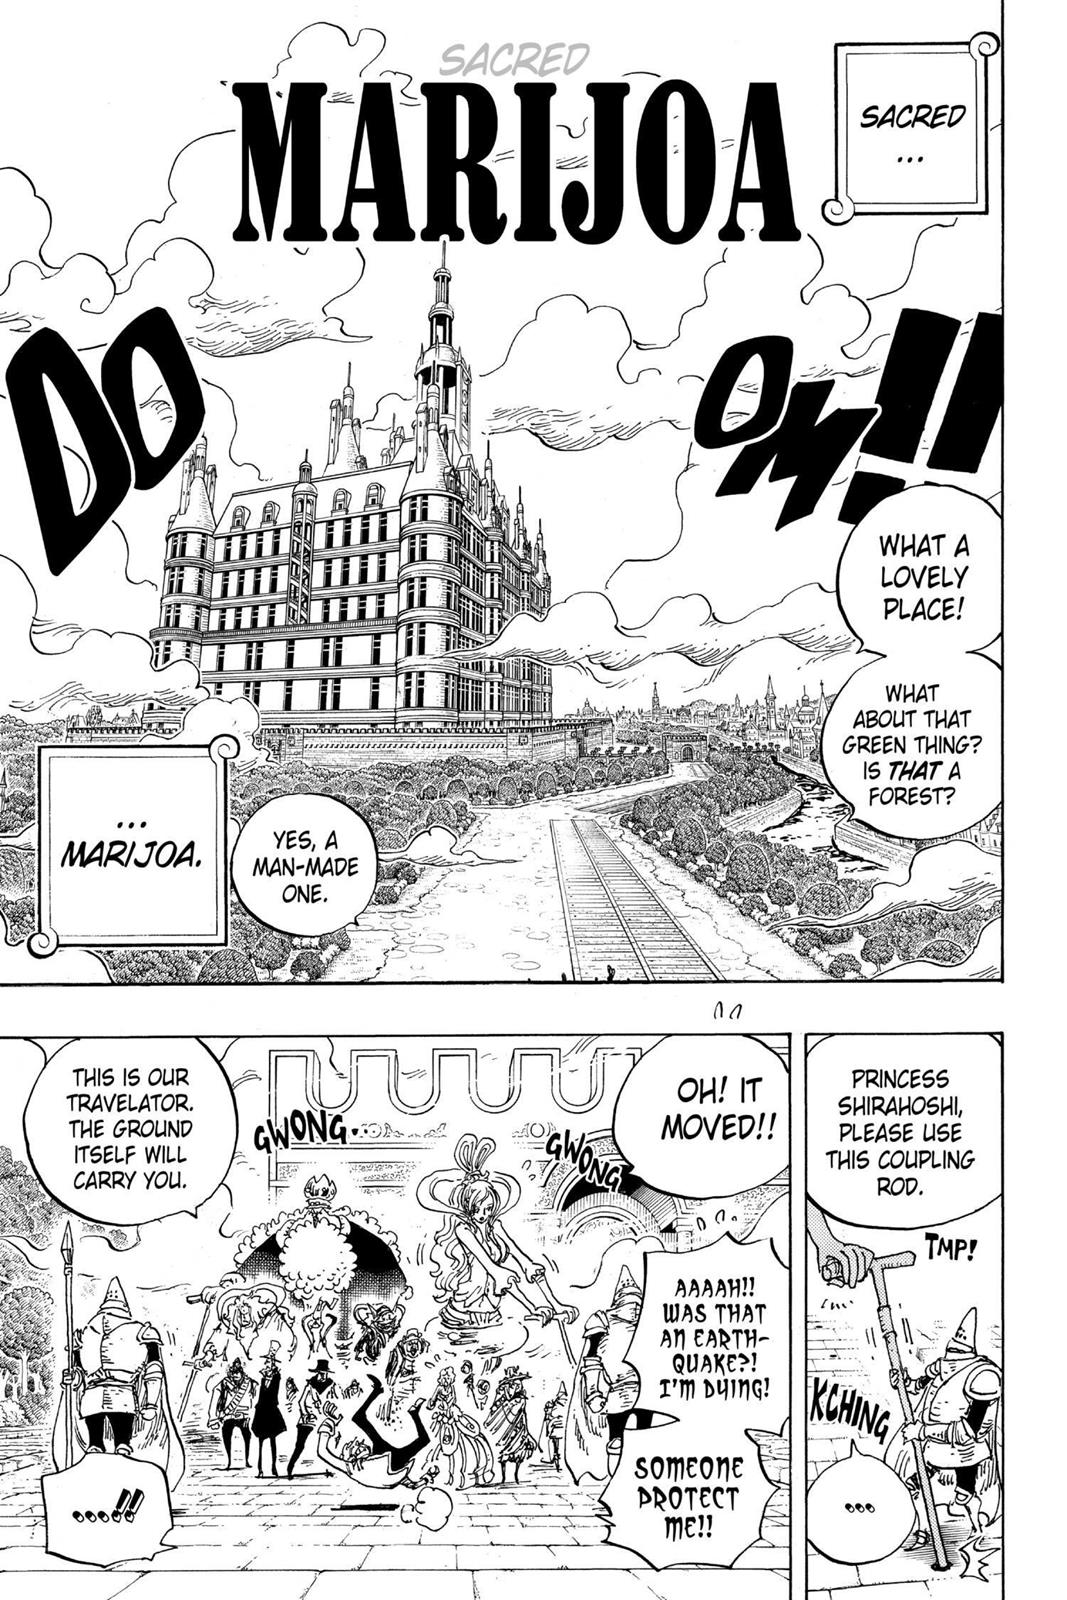 SACRED
...
SACRED
MARIJOA
DOOM!!
WHAT A
LOVELY
PLACE!
WHAT
ABOUT THAT
GREEN THING?
IS THAT A
FOREST?
YES, A
MAN-MADE
ONE.
...
MARIJOA.
PRINCESS
SHIRAHOSHI,
PLEASE USE
THIS COUPLING
ROD.
TMP!
KCHING
...
OH! IT
MOVED!!
GWONG
GWONG..
THIS IS OUR
TRAVELATOR.
THE GROUND
ITSELF WILL
CARRY YOU.
AAAAH!!
WAS THAT
AN EARTH-
QUAKE?!
I'M DYING!
SOMEONE
PROTECT
ME!!
...!!